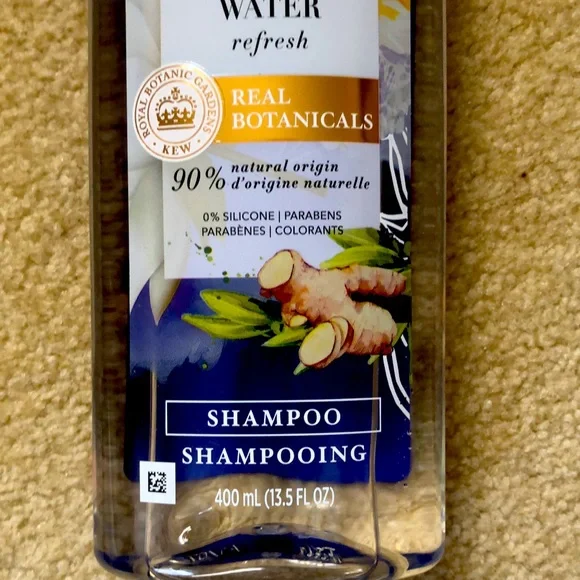 WATER
refresh
ROYAL BOTANIC GARDENS
• KEW •
REAL
BOTANICALS
90% natural origin
d'origine naturelle
0% SILICONE | PARABENS
PARABÈNES | COLORANTS
SHAMPOO
SHAMPOOING
400 mL (13.5 FL OZ)